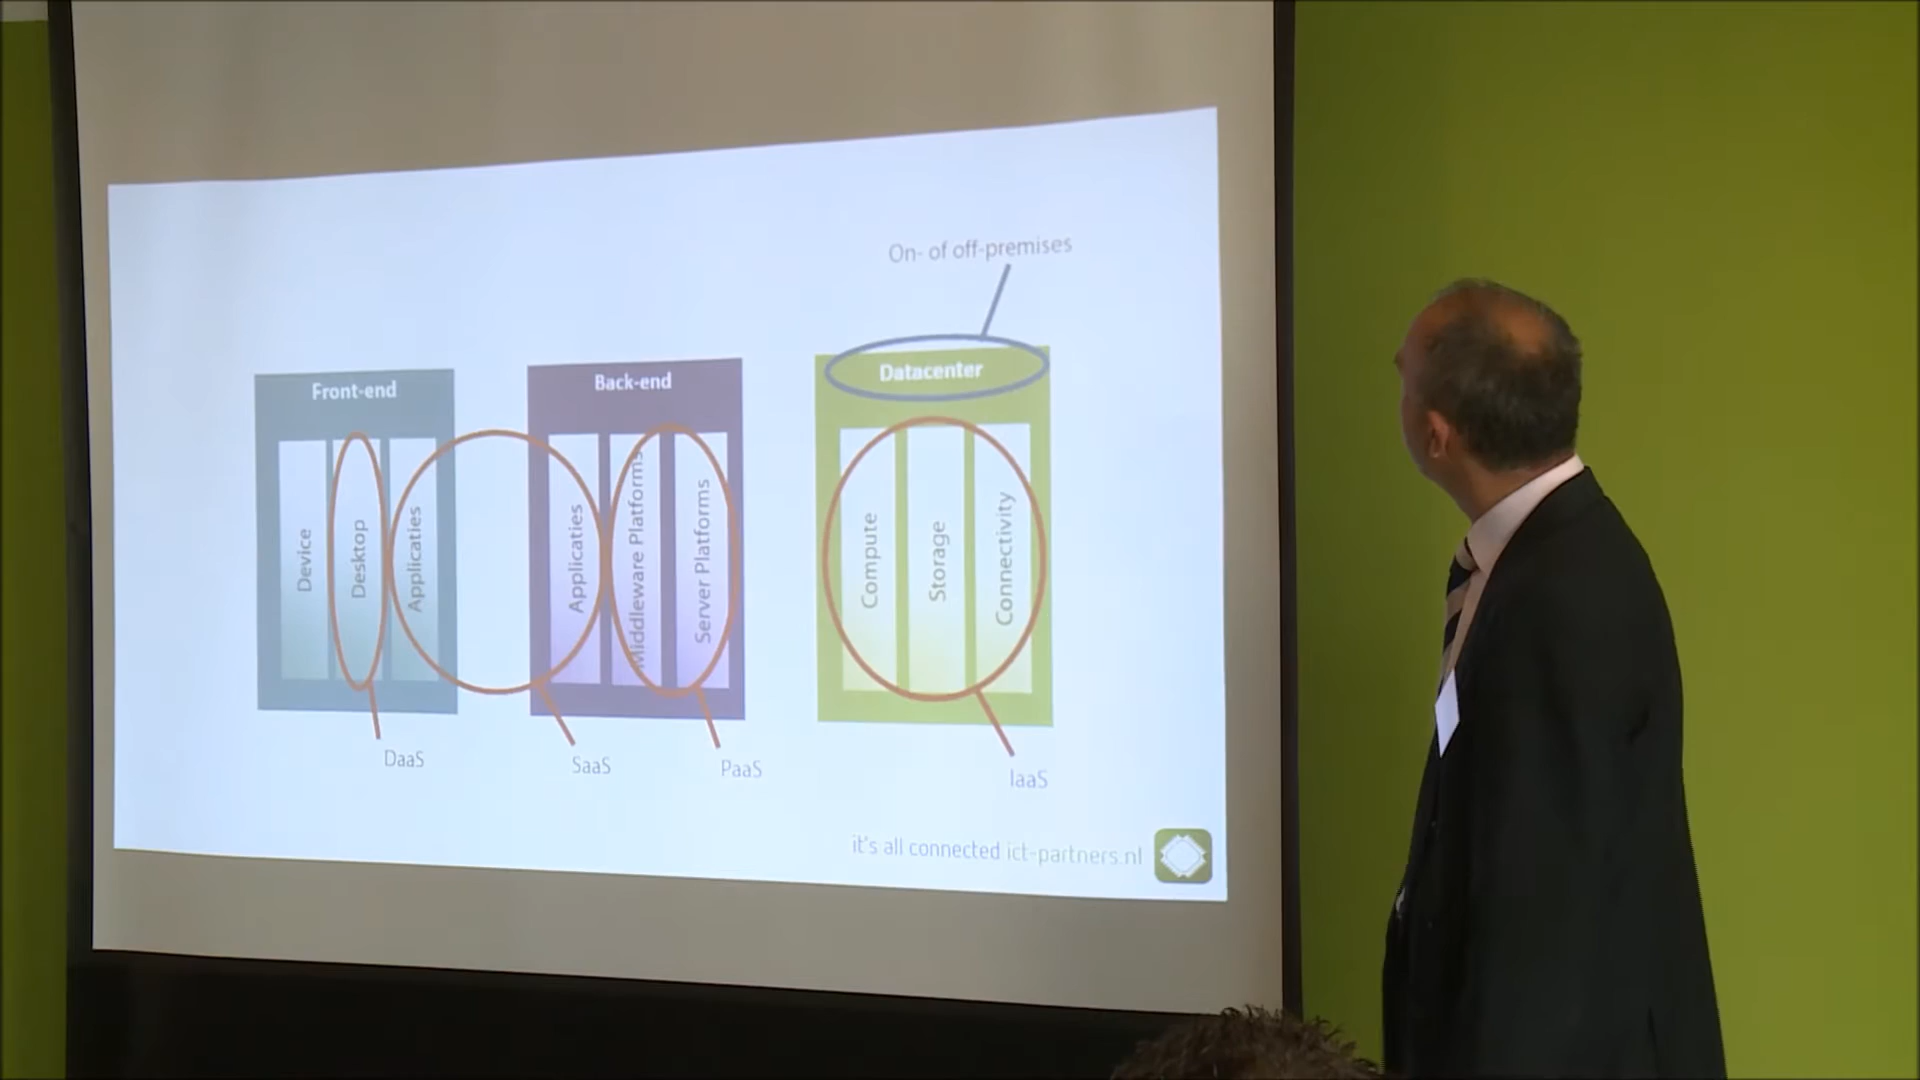 On- of off-premises
Front-end
Back-end
Datacenter
Device
Desktop
Applicaties
Applicaties
Middleware Platforms
Server Platforms
Compute
Storage
Connectivity
DaaS
SaaS
PaaS
IaaS
it's all connected ict-partners.nl